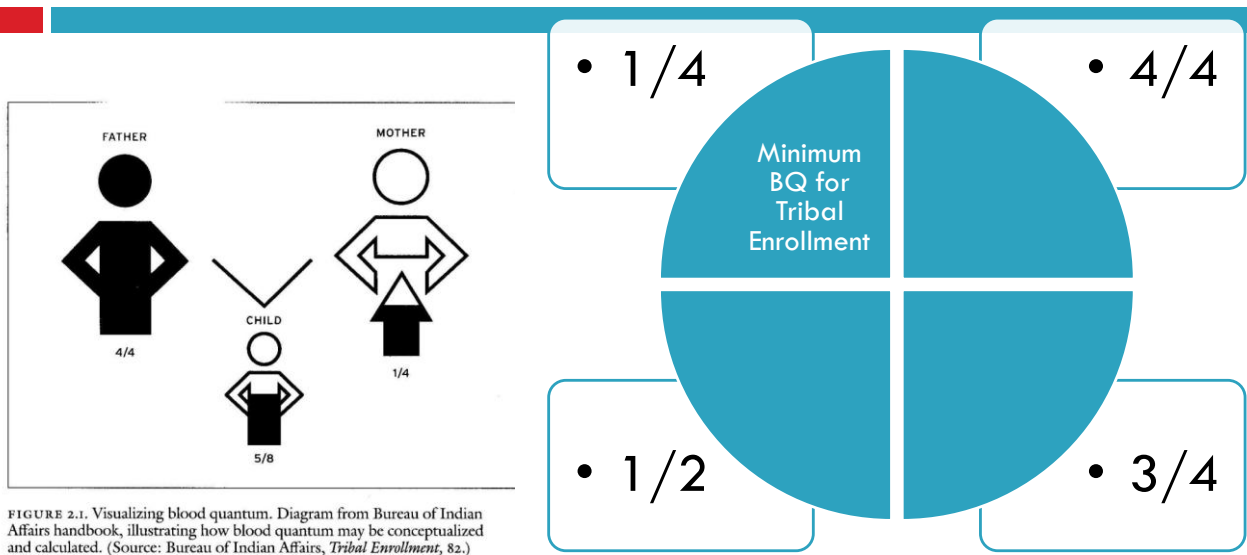 FATHER
MOTHER
4/4
CHILD
1/4
5/8
FIGURE 2.1. Visualizing blood quantum. Diagram from Bureau of Indian
Affairs handbook, illustrating how blood quantum may be conceptualized
and calculated. (Source: Bureau of Indian Affairs, Tribal Enrollment, 82.)
• 1/4
• 4/4
Minimum
BQ for
Tribal
Enrollment
• 1/2
• 3/4